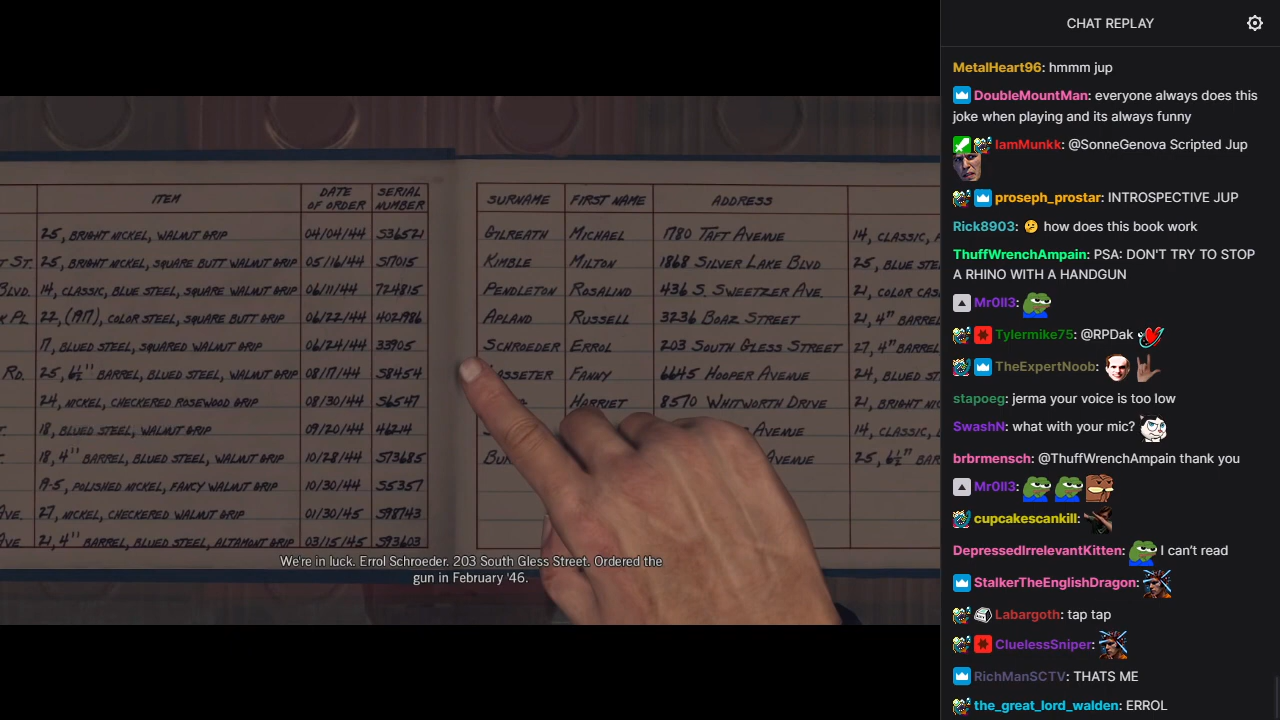 ITEM
DATE OF ORDER
SERIAL NUMBER
25, BRIGHT NICKEL, WALNUT GRIP 04/04/44 S36521
T ST. 25, BRIGHT NICKEL, SQUARE BUTT WALNUT GRIP 05/16/44 S17015
BLVD. 14, CLASSIC, BLUE STEEL, SQUARE WALNUT GRIP 06/11/44 724815
K PL 22, (1917), COLOR STEEL, SQUARE BUTT GRIP 06/22/44 402986
17, BLUED STEEL, SQUARED WALNUT GRIP 06/24/44 33905
RD. 25, 6½" BARREL, BLUED STEEL, WALNUT GRIP 08/17/44 S8454
24, NICKEL, CHECKERED ROSEWOOD GRIP 08/30/44 S6547
T. 18, BLUED STEEL, WALNUT GRIP 09/20/44 46214
18, 4" BARREL, BLUED STEEL, WALNUT GRIP 10/28/44 S73685
19-5, POLISHED NICKEL, FANCY WALNUT GRIP 10/30/44 S5357
AVE. 27, NICKEL, CHECKERED WALNUT GRIP 01/30/45 S98743
AVE 21, 4" BARREL, BLUED STEEL, ALTAMONT GRIP 03/15/45 S93603
SURNAME FIRST NAME ADDRESS
GILREATH MICHAEL 1780 TAFT AVENUE 14, CLASSIC,
KIMBLE MILTON 1868 SILVER LAKE BLVD 25, BLUE STE
PENDLETON ROSALIND 436 S. SWEETZER AVE. 21, COLOR CAS
APLAND RUSSELL 3236 BOAZ STREET 21, 4" BARREL
SCHROEDER ERROL 203 SOUTH GLESS STREET 27, 4" BARREL
SSETER FANNY 6645 HOOPER AVENUE 24, BLUED ST
HARRIET 8570 WHITWORTH DRIVE 21, BRIGHT N
AVENUE 14, CLASSIC,
BU AVENUE 25, 6½" BAR
We're in luck. Errol Schroeder. 203 South Gless Street. Ordered the
gun in February '46.
CHAT REPLAY
MetalHeart96: hmmm jup
DoubleMountMan: everyone always does this
joke when playing and its always funny
IamMunkk: @SonneGenova Scripted Jup
proseph_prostar: INTROSPECTIVE JUP
Rick8903: 🤔 how does this book work
ThuffWrenchAmpain: PSA: DON'T TRY TO STOP
A RHINO WITH A HANDGUN
Mr0ll3:
Tylermike75: @RPDak
TheExpertNoob:
stapoeg: jerma your voice is too low
SwashN: what with your mic?
brbrmensch: @ThuffWrenchAmpain thank you
Mr0ll3:
cupcakescankill:
DepressedIrrelevantKitten: I can't read
StalkerTheEnglishDragon:
Labargoth: tap tap
CluelessSniper:
RichManSCTV: THATS ME
the_great_lord_walden: ERROL